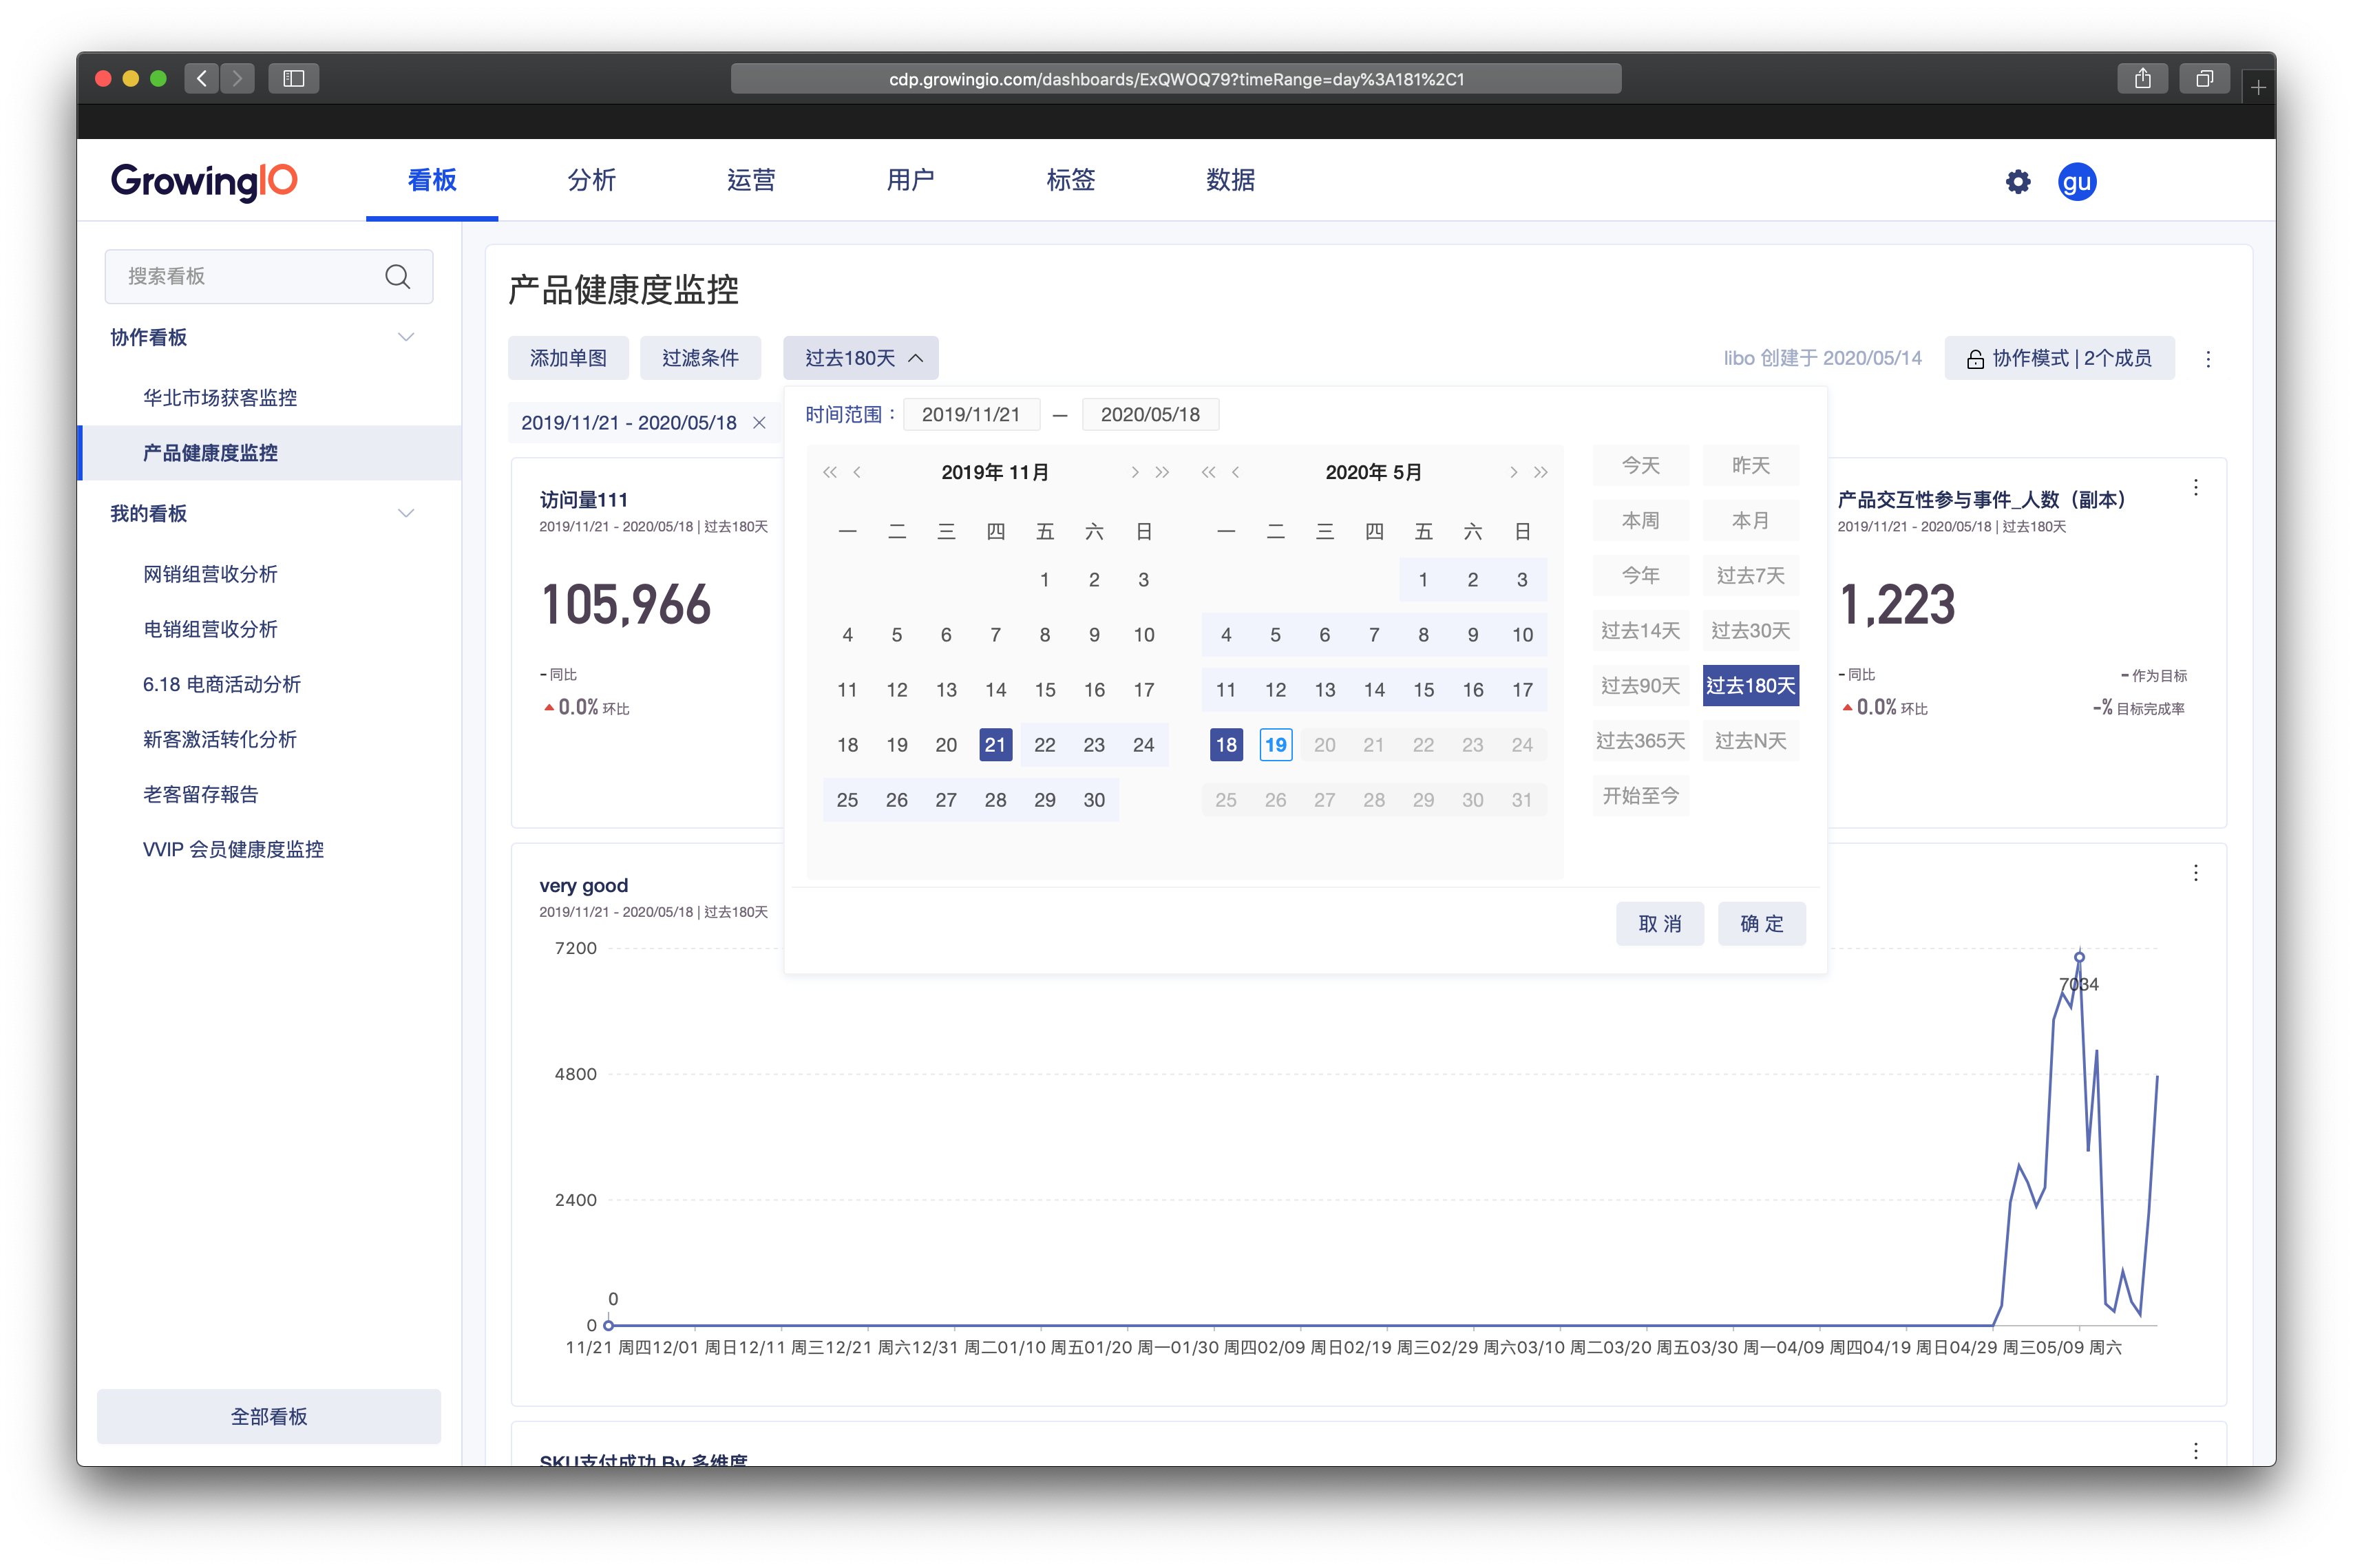 cdp.growingio.com/dashboards/ExQWOQ79?timeRange=day%3A181%2C1
GrowingIO
看板
分析
运营
用户
标签
数据
gu
搜索看板
协作看板
华北市场获客监控
产品健康度监控
我的看板
网销组营收分析
电销组营收分析
6.18 电商活动分析
新客激活转化分析
老客留存報告
VVIP 会员健康度监控
全部看板
产品健康度监控
添加单图
过滤条件
过去180天
libo 创建于 2020/05/14
协作模式 | 2个成员
2019/11/21 - 2020/05/18
时间范围：
2019/11/21 — 2020/05/18
2019年 11月
一 二 三 四 五 六 日
1 2 3
4 5 6 7 8 9 10
11 12 13 14 15 16 17
18 19 20 21 22 23 24
25 26 27 28 29 30
2020年 5月
一 二 三 四 五 六 日
1 2 3
4 5 6 7 8 9 10
11 12 13 14 15 16 17
18 19 20 21 22 23 24
25 26 27 28 29 30 31
今天 昨天
本周 本月
今年 过去7天
过去14天 过去30天
过去90天 过去180天
过去365天 过去N天
开始至今
取 消
确 定
访问量111
2019/11/21 - 2020/05/18 | 过去180天
105,966
- 同比
0.0% 环比
产品交互性参与事件_人数（副本）
2019/11/21 - 2020/05/18 | 过去180天
1,223
- 同比
- 作为目标
0.0% 环比
-% 目标完成率
very good
2019/11/21 - 2020/05/18 | 过去180天
7200
7034
4800
2400
0
0
11/21 周四12/01 周日12/11 周三12/21 周六12/31 周二01/10 周五01/20 周一01/30 周四02/09 周日02/19 周三02/29 周六03/10 周二03/20 周五03/30 周一04/09 周四04/19 周日04/29 周三05/09 周六
SKU支付成功 By 多维度